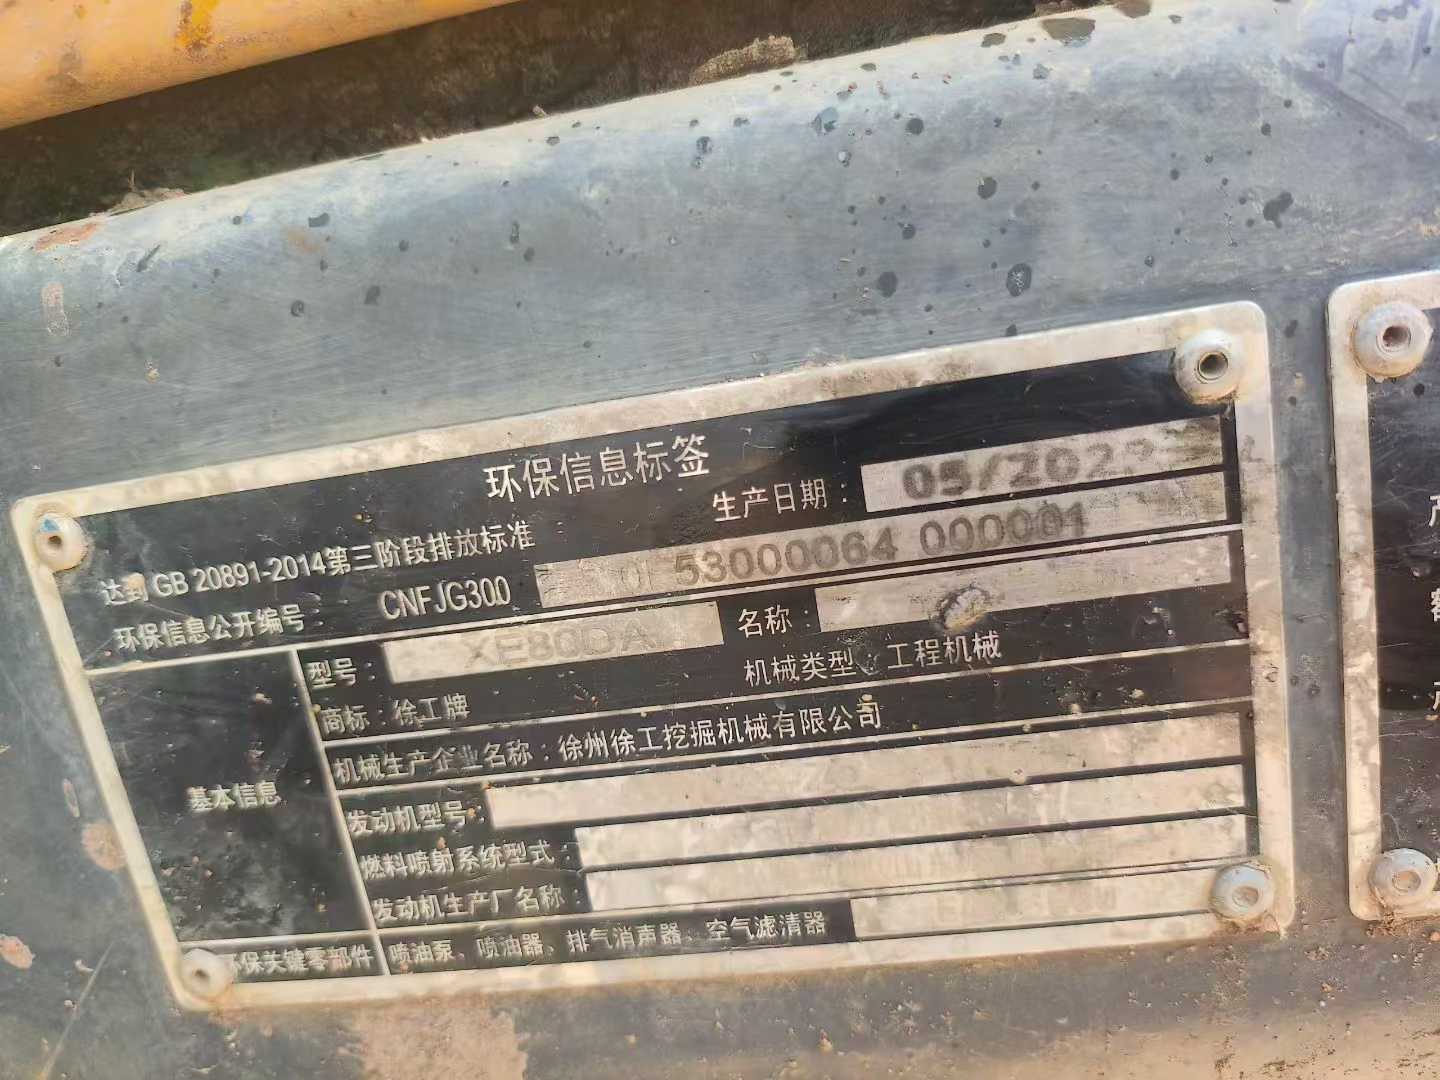 环保信息标签
达到 GB 20891-2014第三阶段排放标准
生产日期：05/202
环保信息公开编号： CNFJG300 53000064 000001
型号： 名称：
商标：徐工牌 机械类型：工程机械
机械生产企业名称：徐州徐工挖掘机械有限公司
基本信息
发动机型号：
燃料喷射系统型式：
发动机生产厂名称：
环保关键零部件 喷油泵、喷油器、排气消声器、空气滤清器